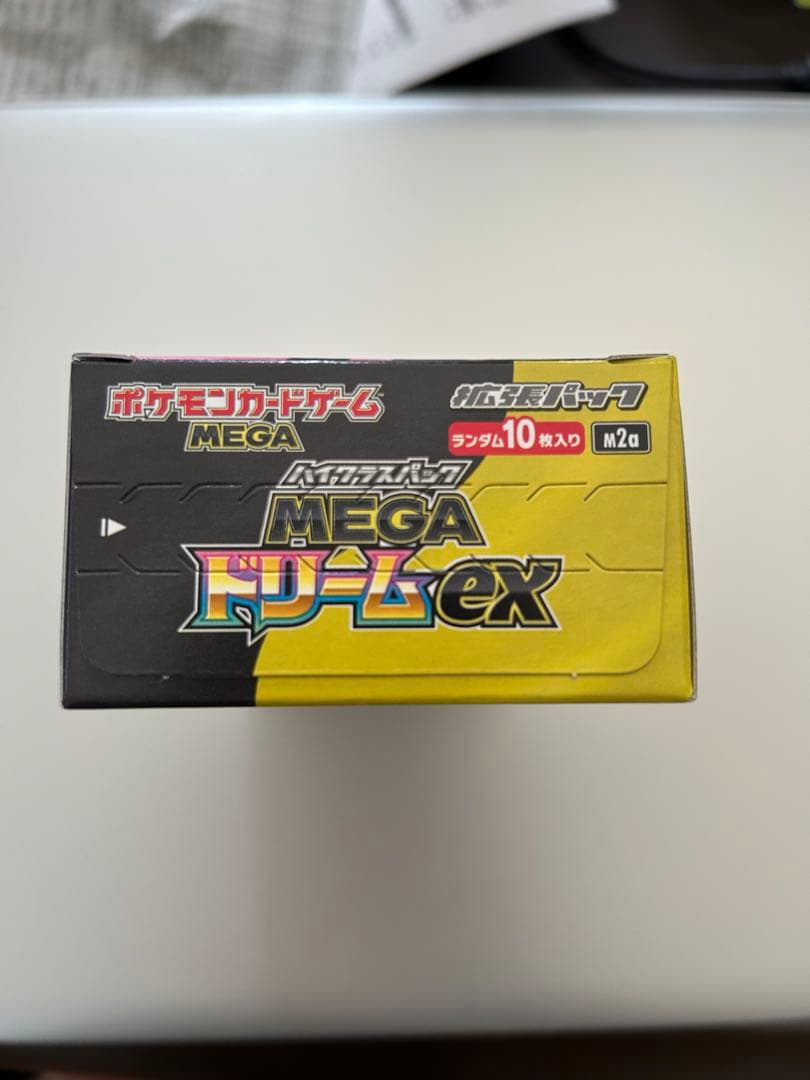 ポケモンカードゲーム
MEGA
拡張パック
ランダム10枚入り
M2a
ハイクラスパック
MEGA
ドリームex